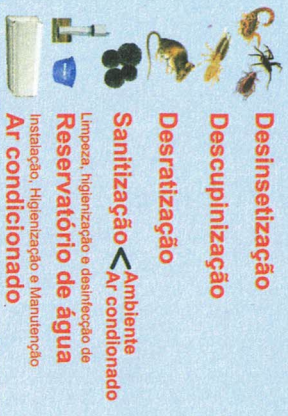 Desinsetização
Descupinização
Desratização
Sanitização < Ambiente
Ar condionado
Limpeza, higienização e desinfecção de
Reservatório de água
Instalação, Higienização e Manutenção
Ar condicionado